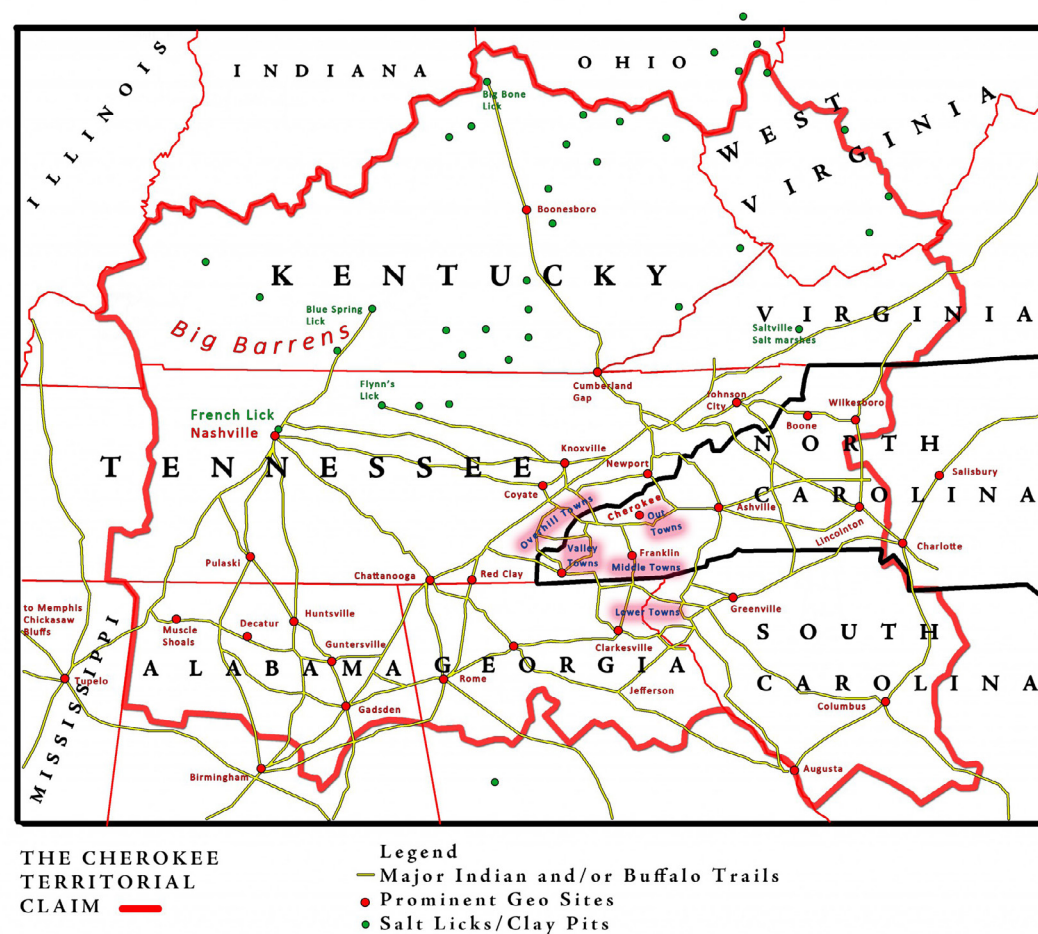 ILLINOIS
INDIANA
OHIO
WEST
VIRGINIA
Big Bone
Lick
Boonesboro
KENTUCKY
Blue Spring
Lick
Big Barrens
VIRGINIA
Saltville
Salt marshes
Cumberland
Gap
Flynn's
Lick
Johnson
City
Wilkesboro
Boone
French Lick
Nashville
NORTH
TENNESSEE
Knoxville
Newport
Salisbury
Coyate
CAROLINA
Cherokee
Out
Towns
Ashville
Overhill Towns
Lincolnton
Charlotte
Valley
Towns
Franklin
Middle Towns
Pulaski
Chattanooga
Red Clay
Greenville
Lower Towns
to Memphis
Chickasaw
Bluffs
Muscle
Shoals
Decatur
Huntsville
Guntersville
Clarkesville
SOUTH
ALABAMA
GEORGIA
Tupelo
Rome
Jefferson
CAROLINA
Gadsden
Columbus
MISSISSIPPI
Birmingham
Augusta
THE CHEROKEE
TERRITORIAL
CLAIM
Legend
Major Indian and/or Buffalo Trails
Prominent Geo Sites
Salt Licks/Clay Pits